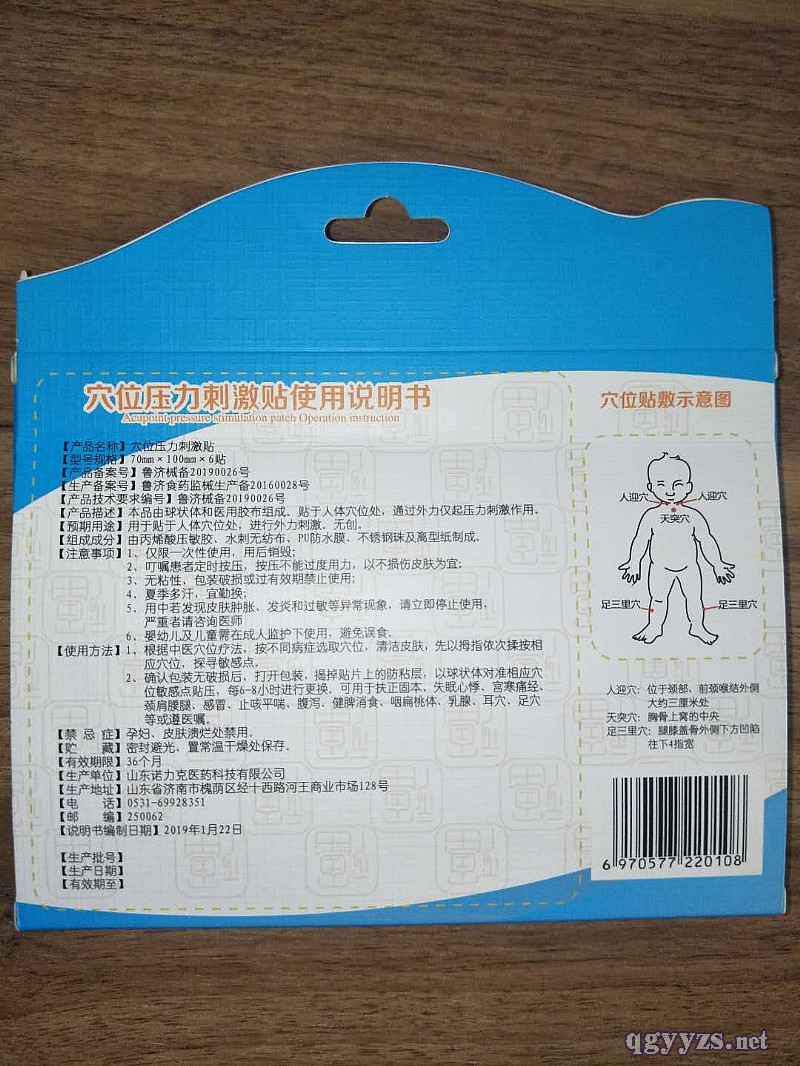 穴位压力刺激贴使用说明书
Acupoint pressure stimulation patch Operation instruction
【产品名称】穴位压力刺激贴
【型号规格】70mm×100mm×6贴
【产品备案号】鲁济械备20190026号
【生产备案号】鲁济食药监械生产备20160028号
【产品技术要求编号】鲁济械备20190026号
【产品描述】本品由球状体和医用胶布组成。贴于人体穴位处，通过外力仅起压力刺激作用。
【预期用途】用于贴于人体穴位处，进行外力刺激，无创。
【组成成分】由丙烯酸压敏胶、水刺无纺布、PU防水膜、不锈钢珠及离型纸制成。
【注意事项】1、仅限一次性使用，用后销毁；
2、叮嘱患者定时按压，按压不能过度用力，以不损伤皮肤为宜；
3、无粘性、包装破损或过有效期禁止使用；
4、夏季多汗，宜勤换；
5、用中若发现皮肤肿胀、发炎和过敏等异常现象，请立即停止使用，
严重者请咨询医师
6、婴幼儿及儿童需在成人监护下使用，避免误食。
【使用方法】1、根据中医穴位疗法，按不同病症选取穴位，清洁皮肤，先以拇指依次揉按相
应穴位，探寻敏感点。
2、确认包装无破损后，打开包装，揭掉贴片上的防粘层，以球状体对准相应穴
位敏感点贴压，每6-8小时进行更换。可用于扶正固本、失眠心悸、宫寒痛经、
颈肩腰腿、感冒、止咳平喘、腹泻、健脾消食、咽扁桃体、乳腺、耳穴、足穴
等或遵医嘱。
【禁 忌 症】孕妇、皮肤溃烂处禁用。
【贮　　藏】密封避光，置常温干燥处保存。
【有效期限】36个月
【生产单位】山东诺力克医药科技有限公司
【生产地址】山东省济南市槐荫区经十西路河王商业市场128号
【电　　话】0531-69928351
【邮　　编】250062
【说明书编制日期】2019年1月22日
【生产批号】
【生产日期】
【有效期至】
穴位贴敷示意图
人迎穴
人迎穴
天突穴
足三里穴
足三里穴
人迎穴：位于颈部，前颈喉结外侧
大约三厘米处
天突穴：胸骨上窝的中央
足三里穴：腿膝盖骨外侧下方凹陷
往下4指宽
6 970577 220108
qgyyzs.net